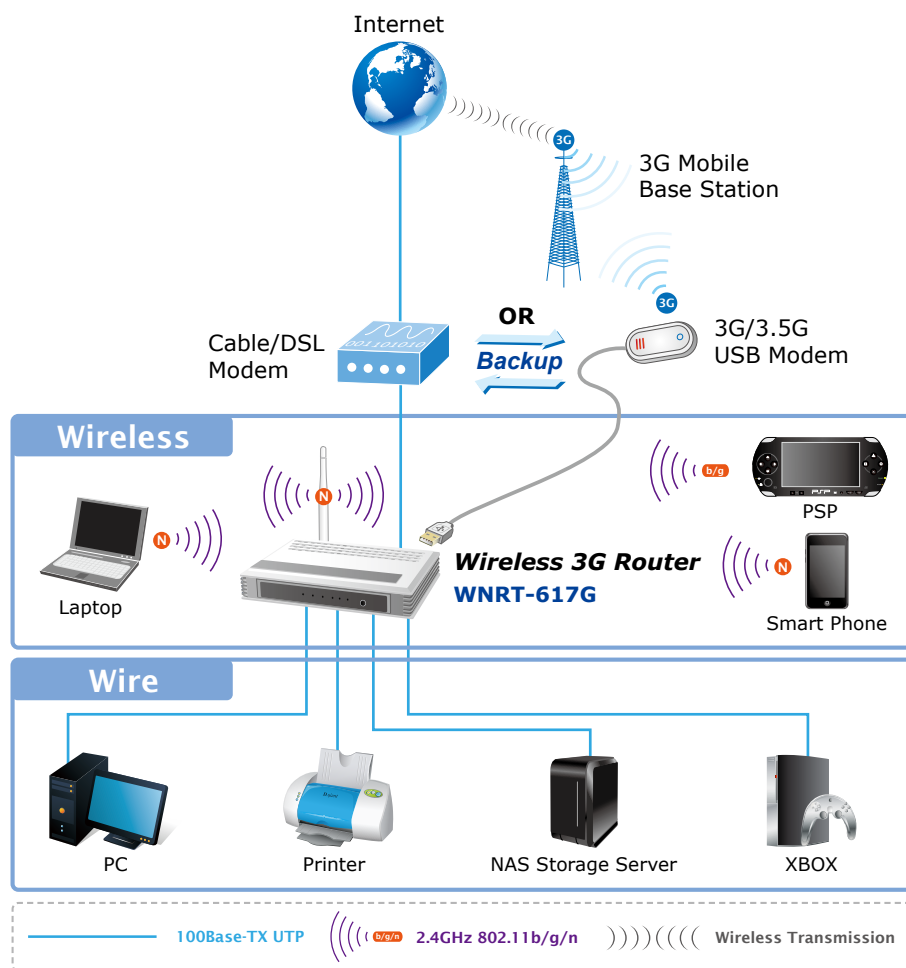 Internet
3G
3G Mobile
Base Station
3G
OR
Backup
Cable/DSL
Modem
001101010
3G/3.5G
USB Modem
Wireless
N
N
b/g
PSP
PSP
Laptop
Wireless 3G Router
WNRT-617G
N
Smart Phone
Wire
PC
Printer
NAS Storage Server
XBOX
100Base-TX UTP
b/g/n
2.4GHz 802.11b/g/n
Wireless Transmission